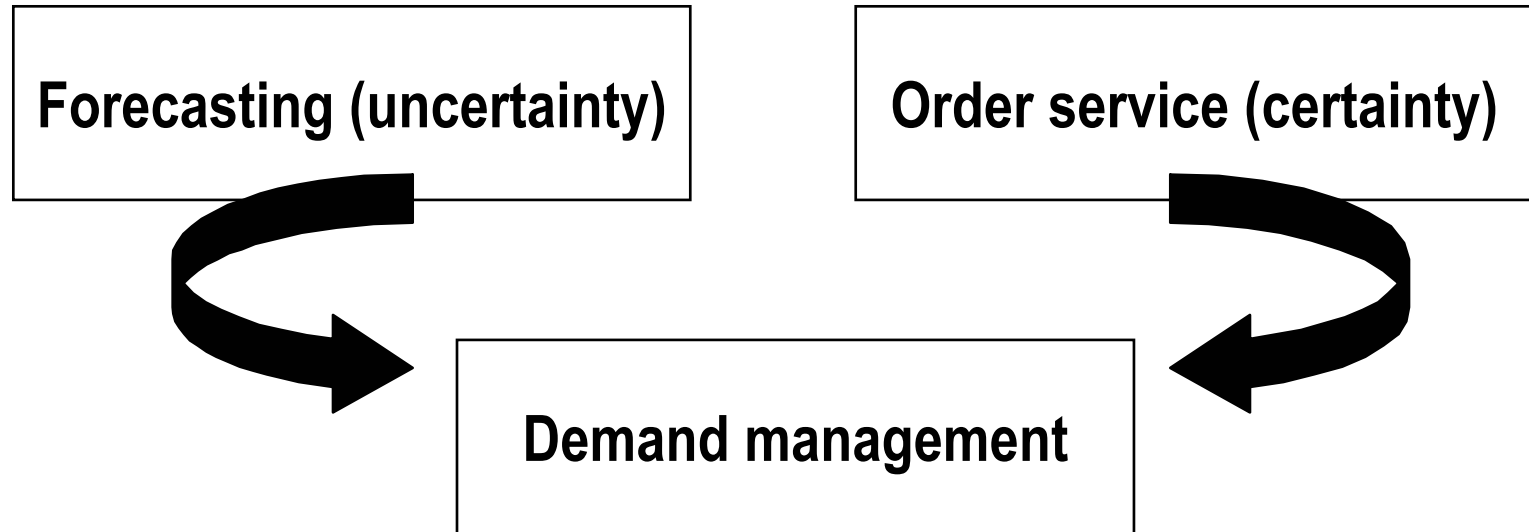 Forecasting (uncertainty)
Order service (certainty)
Demand management